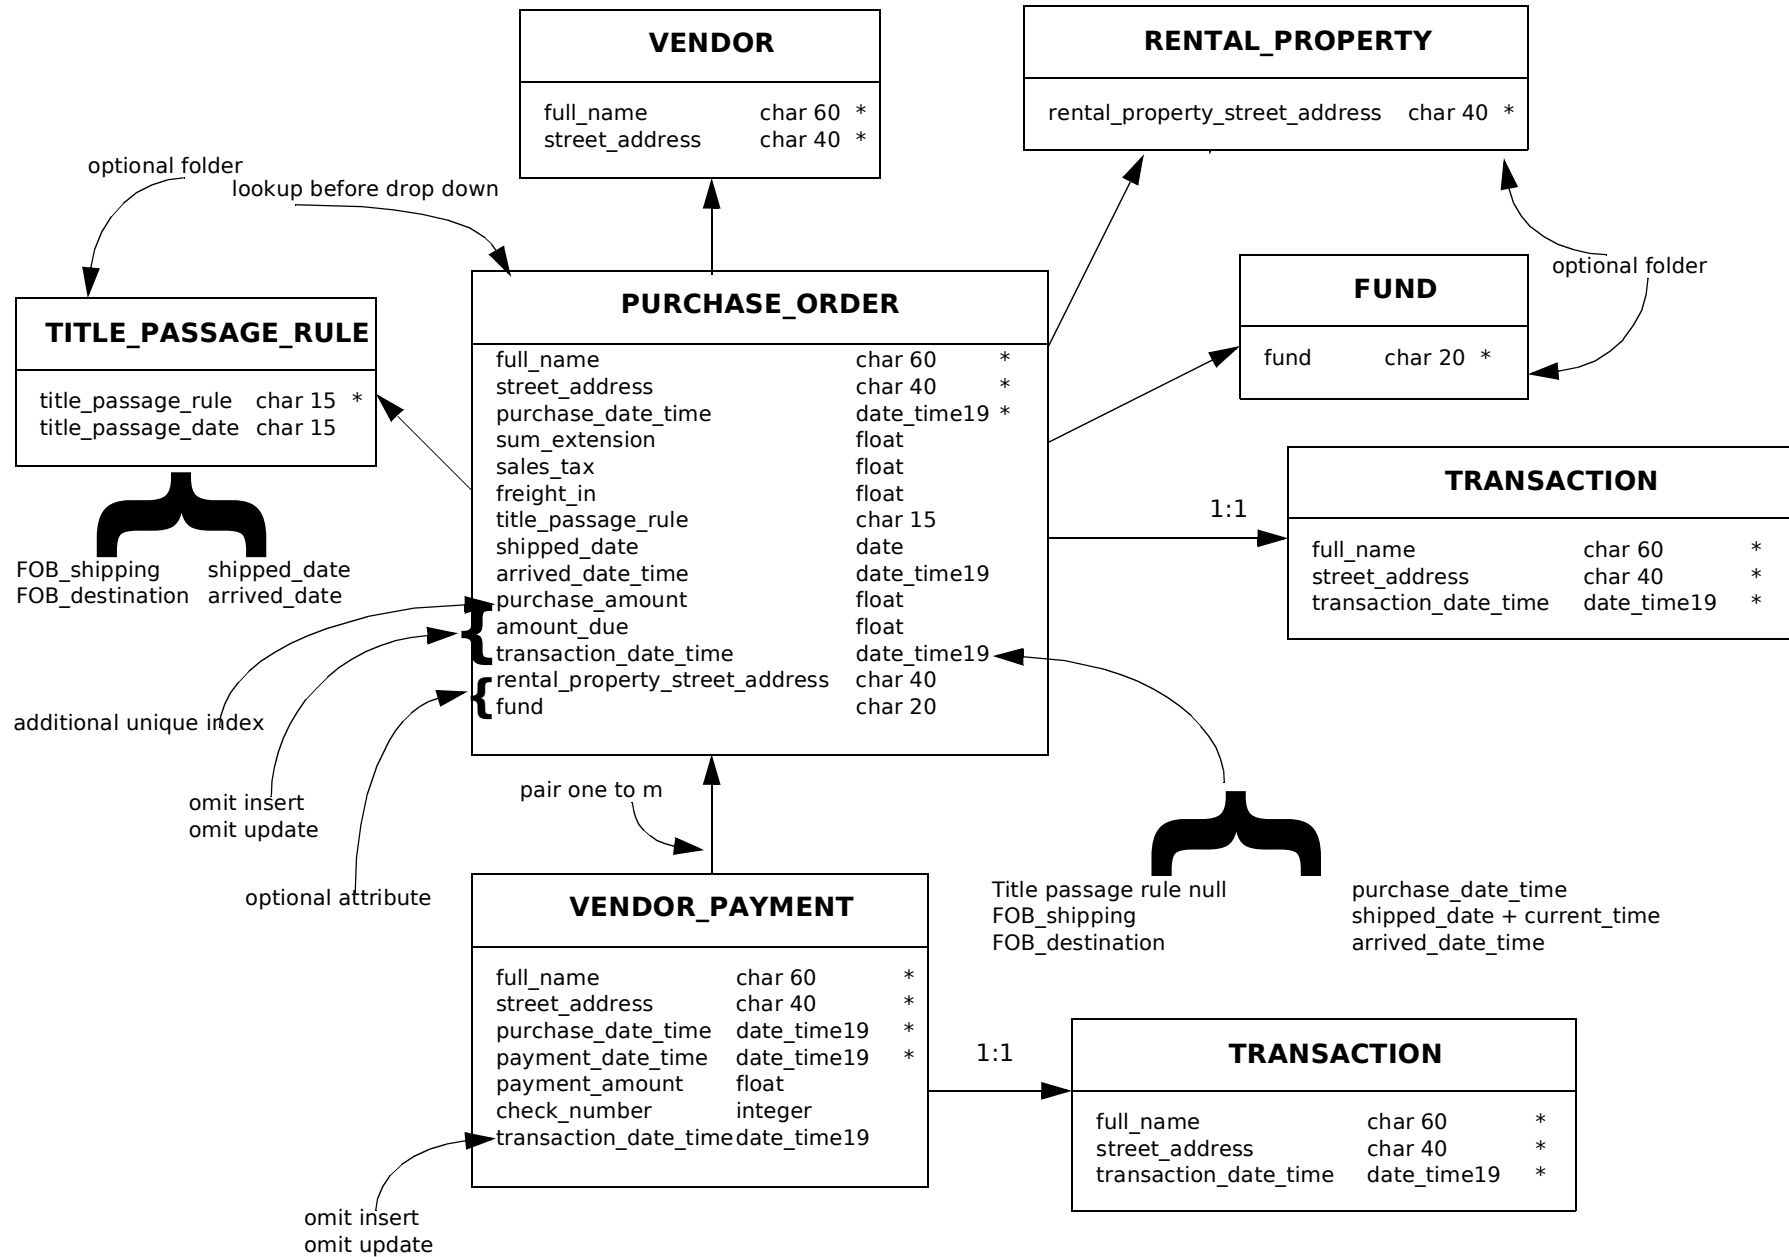 VENDOR
full_name char 60 *
street_address char 40 *
RENTAL_PROPERTY
rental_property_street_address char 40 *
optional folder
lookup before drop down
optional folder
FUND
fund char 20 *
TITLE_PASSAGE_RULE
title_passage_rule char 15 *
title_passage_date char 15
FOB_shipping shipped_date
FOB_destination arrived_date
PURCHASE_ORDER
full_name char 60 *
street_address char 40 *
purchase_date_time date_time19 *
sum_extension float
sales_tax float
freight_in float
title_passage_rule char 15
shipped_date date
arrived_date_time date_time19
purchase_amount float
amount_due float
transaction_date_time date_time19
rental_property_street_address char 40
fund char 20
1:1
TRANSACTION
full_name char 60 *
street_address char 40 *
transaction_date_time date_time19 *
additional unique index
omit insert
omit update
optional attribute
pair one to m
Title passage rule null purchase_date_time
FOB_shipping shipped_date + current_time
FOB_destination arrived_date_time
VENDOR_PAYMENT
full_name char 60 *
street_address char 40 *
purchase_date_time date_time19 *
payment_date_time date_time19 *
payment_amount float
check_number integer
transaction_date_time date_time19
1:1
TRANSACTION
full_name char 60 *
street_address char 40 *
transaction_date_time date_time19 *
omit insert
omit update